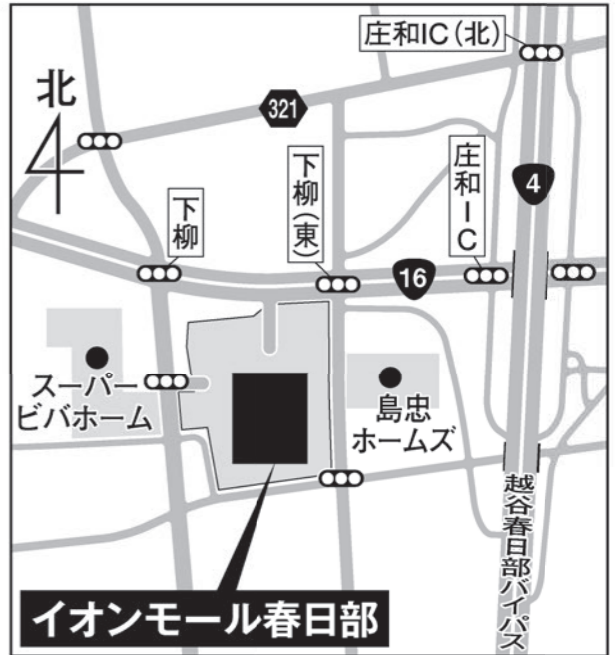 庄和IC(北)
北
321
下柳
下柳(東)
庄和IC
4
16
スーパー
ビバホーム
島忠
ホームズ
越谷春日部バイパス
イオンモール春日部